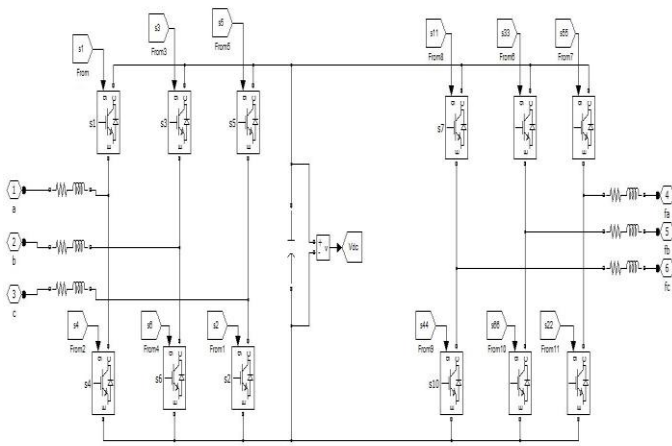 s1
From
s3
From3
s5
From5
s11
From8
s33
From6
s55
From7
s1
s3
s5
s7
1
a
2
b
3
c
+
-
v
Vdc
4
fa
5
fb
6
fc
s4
From2
s6
From4
s2
From1
s44
From9
s66
From10
s22
From11
s4
s6
s2
s10